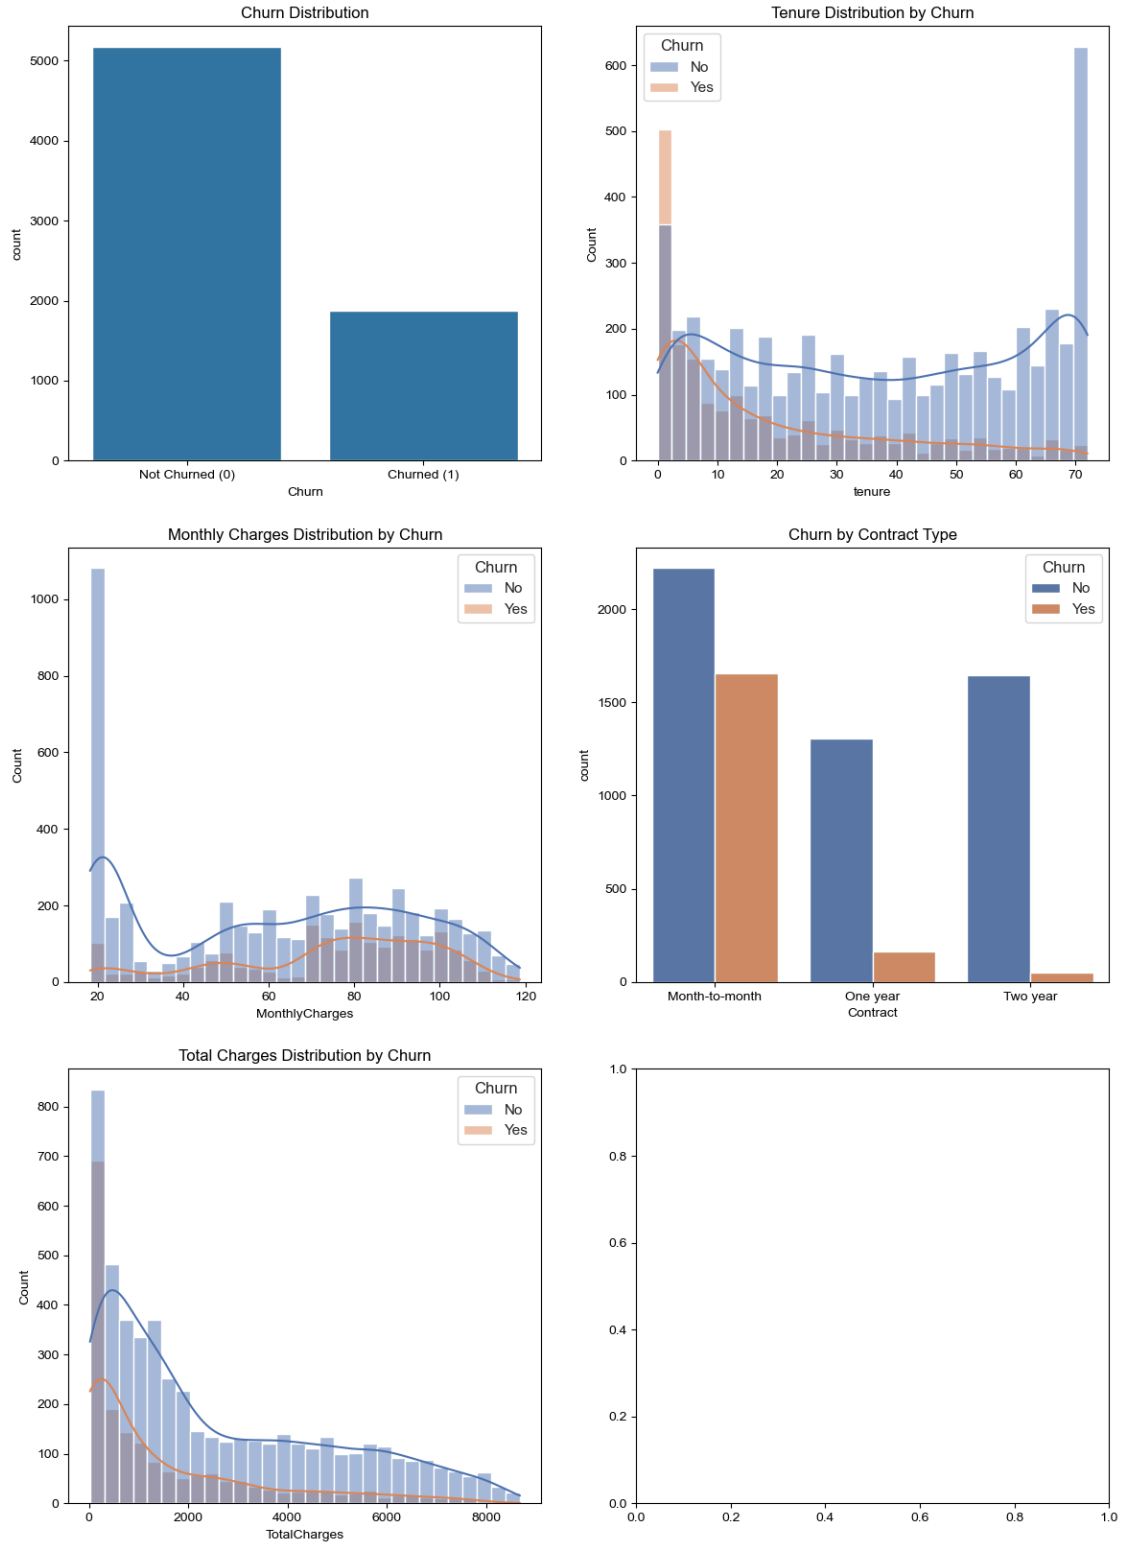 Churn Distribution
5000
4000
3000
2000
1000
0
count
Not Churned (0)
Churned (1)
Churn
Tenure Distribution by Churn
Churn
No
Yes
600
500
400
300
200
100
0
Count
0
10
20
30
40
50
60
70
tenure
Monthly Charges Distribution by Churn
Churn
No
Yes
1000
800
600
400
200
0
Count
20
40
60
80
100
120
MonthlyCharges
Churn by Contract Type
Churn
No
Yes
2000
1500
1000
500
0
count
Month-to-month
One year
Two year
Contract
Total Charges Distribution by Churn
Churn
No
Yes
800
700
600
500
400
300
200
100
0
Count
0
2000
4000
6000
8000
TotalCharges
1.0
0.8
0.6
0.4
0.2
0.0
0.0
0.2
0.4
0.6
0.8
1.0